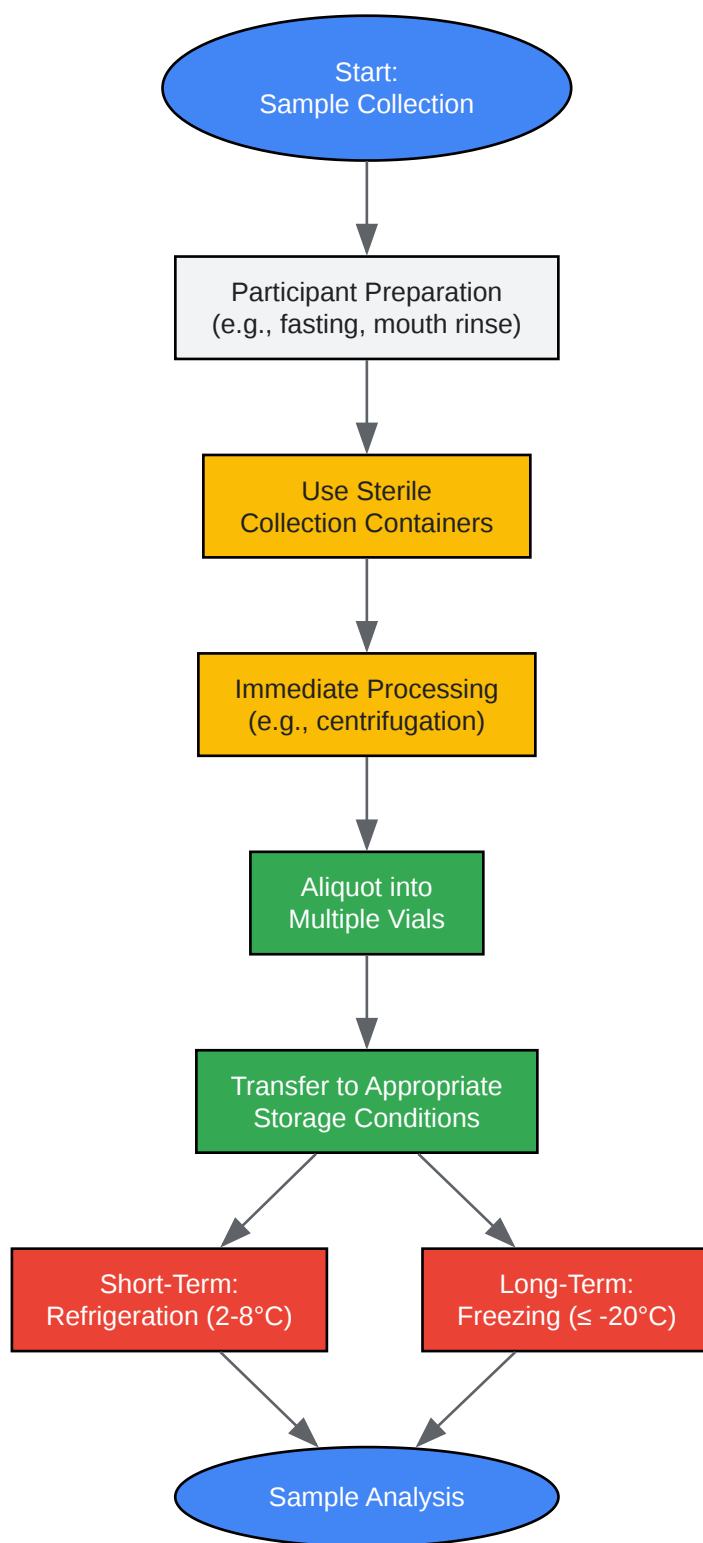 Start:
Sample Collection
Participant Preparation
(e.g., fasting, mouth rinse)
Use Sterile
Collection Containers
Immediate Processing
(e.g., centrifugation)
Aliquot into
Multiple Vials
Transfer to Appropriate
Storage Conditions
Short-Term:
Refrigeration (2-8°C)
Long-Term:
Freezing (≤ -20°C)
Sample Analysis